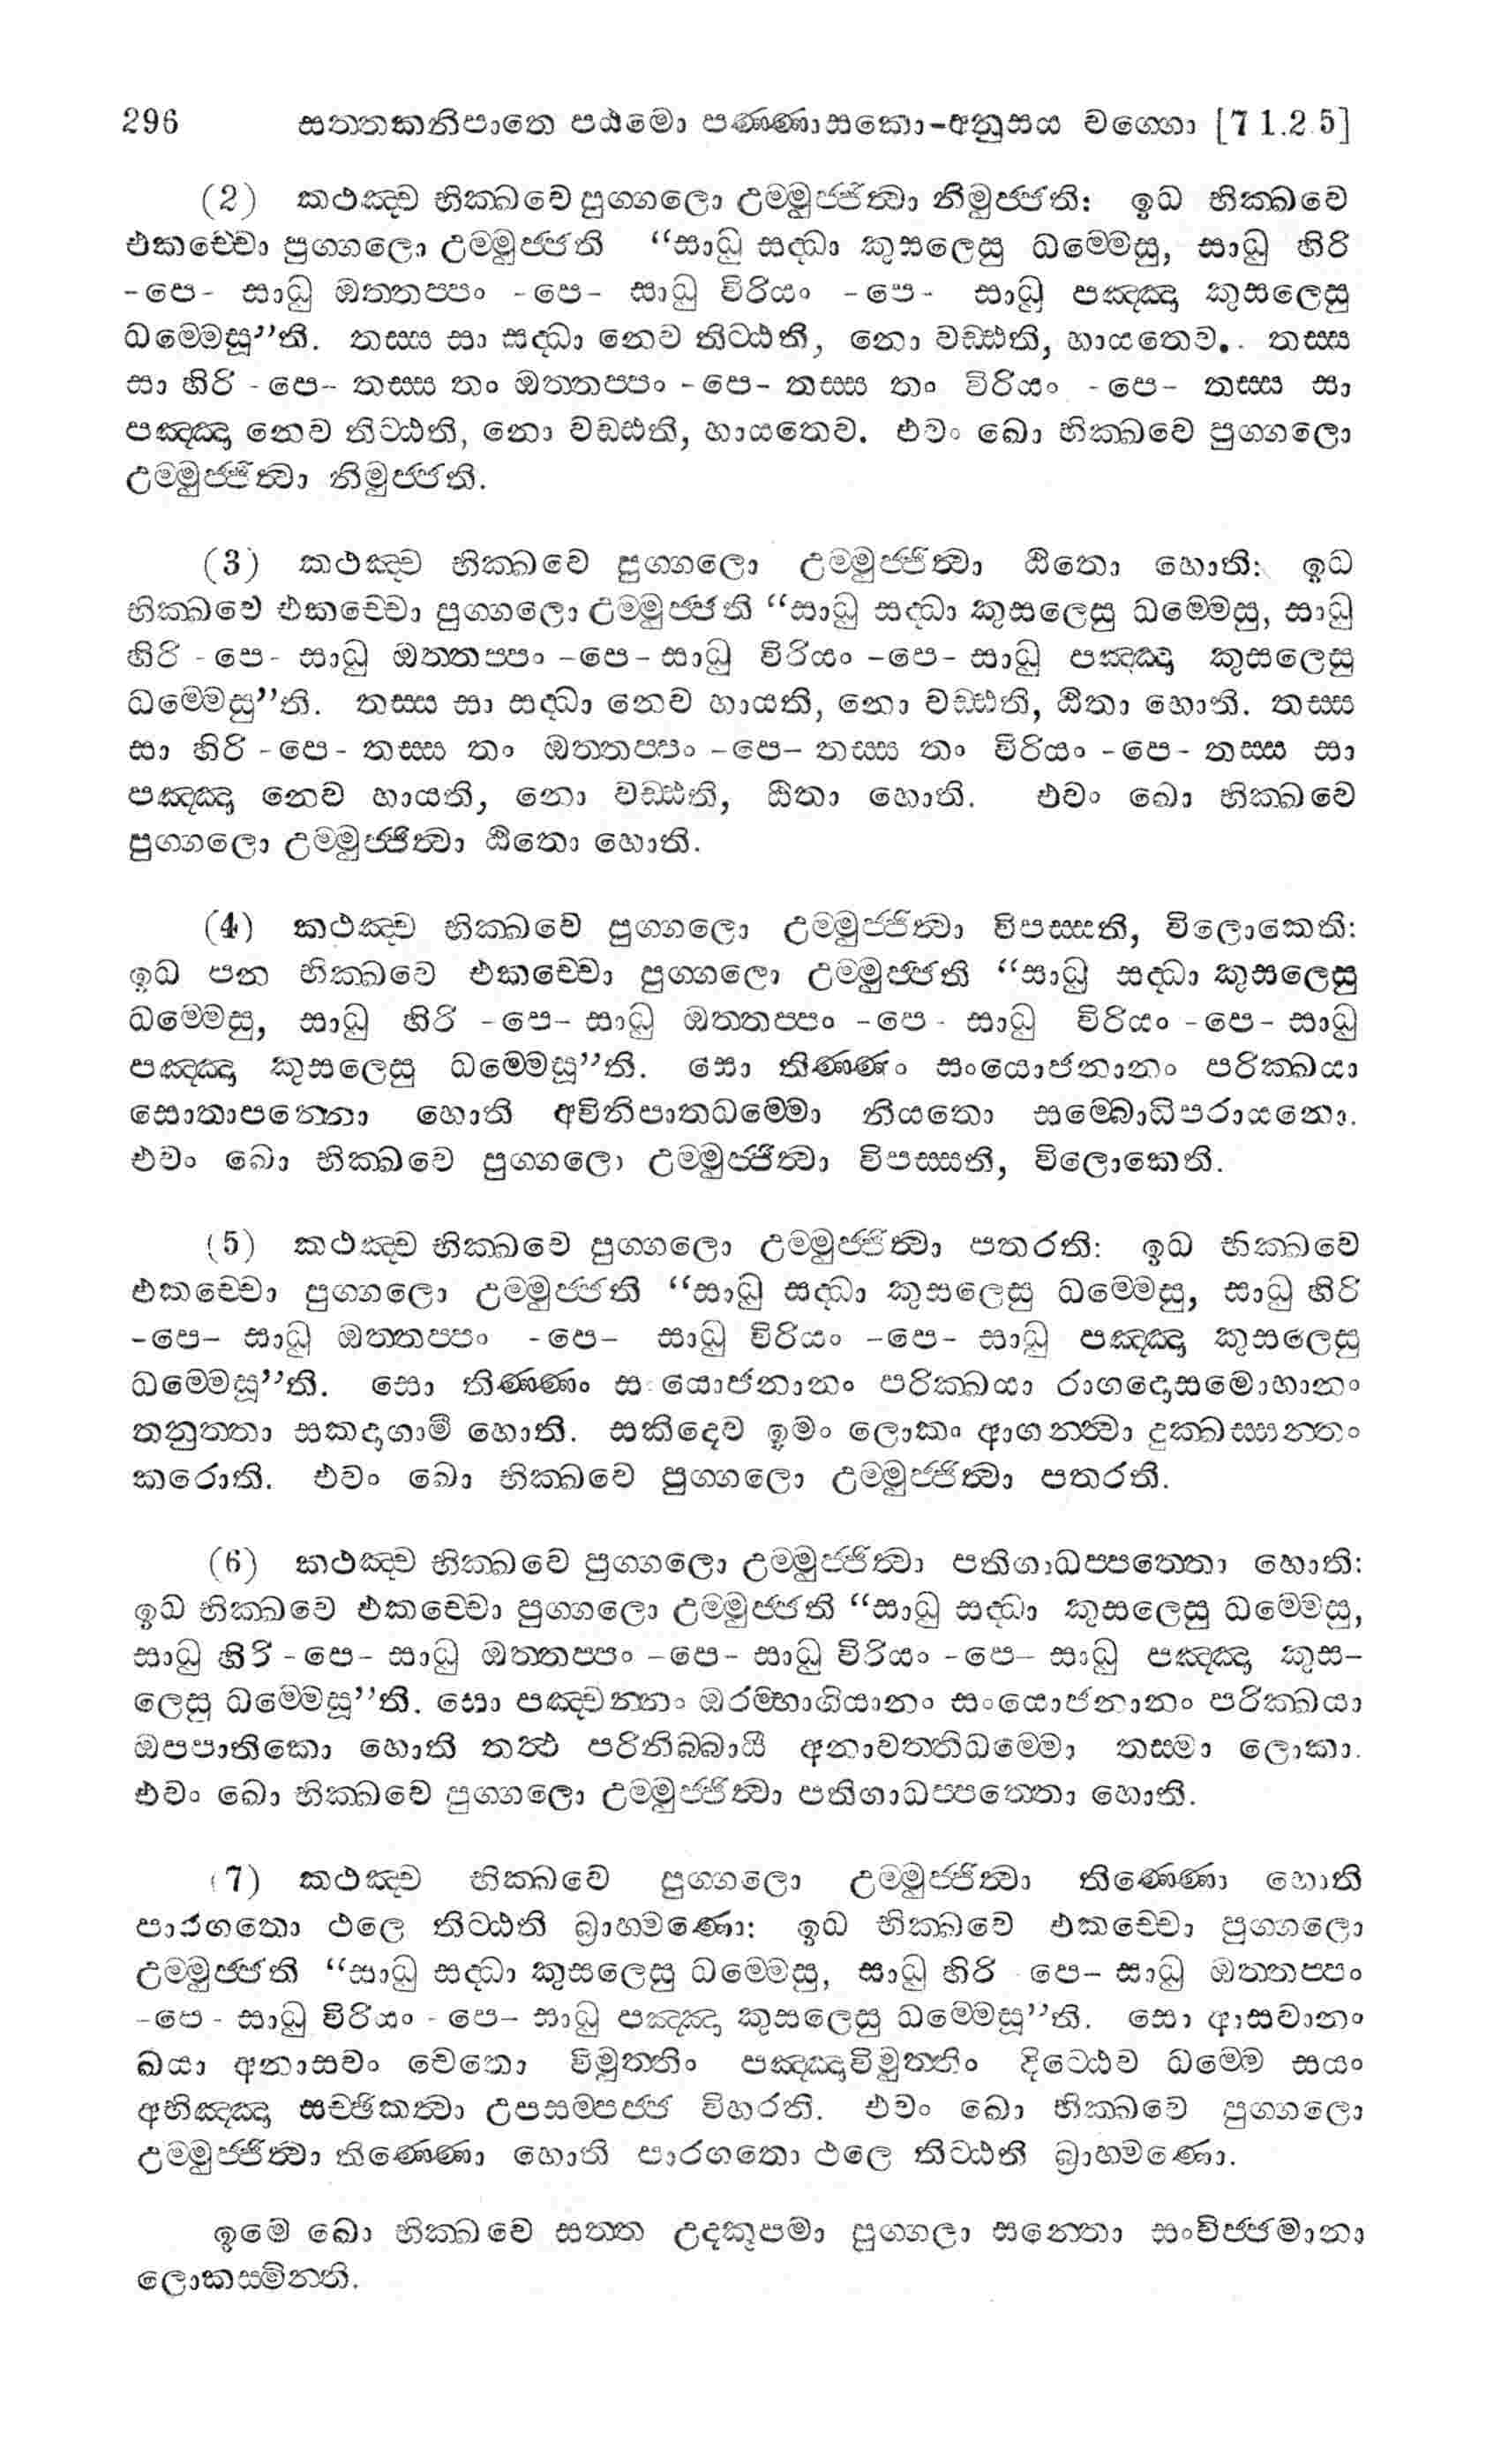 296 සත්තකනිපාතෙ පඨමො පණ්ණාසකො-අනුසය වග්ගො [7 1.2.5]
(2) කථඤ්ච භික්ඛවෙ පුග්ගලො උම්මුජ්ජිත්වා නිමුජ්ජති: ඉධ භික්ඛවෙ
එකච්චො පුග්ගලො උම්මුජ්ජති “සාධු සද්ධා කුසලෙසු ධම්මෙසු, සාධු හිරි
-පෙ- සාධු ඔත්තප්පං -පෙ- සාධු විරියං -පෙ- සාධු පඤ්ඤා කුසලෙසු
ධම්මෙසූ”ති. තස්ස සා සද්ධා නෙව තිට්ඨති, නො වඩ්ඪති, හායතෙව. තස්ස
සා හිරි -පෙ- තස්ස තං ඔත්තප්පං -පෙ- තස්ස තං විරියං -පෙ- තස්ස සා
පඤ්ඤා නෙව තිට්ඨති, නො වඩ්ඪති, හායතෙව. එවං ඛො භික්ඛවෙ පුග්ගලො
උම්මුජ්ජිත්වා නිමුජ්ජති.
(3) කථඤ්ච භික්ඛවෙ පුග්ගලො උම්මුජ්ජිත්වා ඨිතො හොති: ඉධ
භික්ඛවෙ එකච්චො පුග්ගලො උම්මුජ්ජති “සාධු සද්ධා කුසලෙසු ධම්මෙසු, සාධු
හිරි -පෙ- සාධු ඔත්තප්පං -පෙ- සාධු විරියං -පෙ- සාධු පඤ්ඤා කුසලෙසු
ධම්මෙසු”ති. තස්ස සා සද්ධා නෙව හායති, නො වඩ්ඪති, ඨිතා හොති. තස්ස
සා හිරි -පෙ- තස්ස තං ඔත්තප්පං -පෙ- තස්ස තං විරියං -පෙ- තස්ස සා
පඤ්ඤා නෙව හායති, නො වඩ්ඪති, ඨිතා හොති. එවං ඛො භික්ඛවෙ
පුග්ගලො උම්මුජ්ජිත්වා ඨිතො හොති.
(4) කථඤ්ච භික්ඛවෙ පුග්ගලො උම්මුජ්ජිත්වා විපස්සති, විලොකෙති:
ඉධ පන භික්ඛවෙ එකච්චො පුග්ගලො උම්මුජ්ජති “සාධු සද්ධා කුසලෙසු
ධම්මෙසු, සාධු හිරි -පෙ- සාධු ඔත්තප්පං -පෙ- සාධු විරියං -පෙ- සාධු
පඤ්ඤා කුසලෙසු ධම්මෙසූ”ති. සො තිණ්ණං සංයොජනානං පරික්ඛයා
සොතාපන්නො හොති අවිනිපාතධම්මො නියතො සම්බොධිපරායනො.
එවං ඛො භික්ඛවෙ පුග්ගලො උම්මුජ්ජිත්වා විපස්සති, විලොකෙති.
(5) කථඤ්ච භික්ඛවෙ පුග්ගලො උම්මුජ්ජිත්වා පතරති: ඉධ භික්ඛවෙ
එකච්චො පුග්ගලො උම්මුජ්ජති “සාධු සද්ධා කුසලෙසු ධම්මෙසු, සාධු හිරි
-පෙ- සාධු ඔත්තප්පං -පෙ- සාධු විරියං -පෙ- සාධු පඤ්ඤා කුසලෙසු
ධම්මෙසූ”ති. සො තිණ්ණං සංයොජනානං පරික්ඛයා රාගදොසමොහානං
තනුත්තා සකදාගාමී හොති. සකිදෙව ඉමං ලොකං ආගන්ත්වා දුක්ඛස්සන්තං
කරොති. එවං ඛො භික්ඛවෙ පුග්ගලො උම්මුජ්ජිත්වා පතරති.
(6) කථඤ්ච භික්ඛවෙ පුග්ගලො උම්මුජ්ජිත්වා පතිගාධප්පත්තො හොති:
ඉධ භික්ඛවෙ එකච්චො පුග්ගලො උම්මුජ්ජති “සාධු සද්ධා කුසලෙසු ධම්මෙසු,
සාධු හිරි -පෙ- සාධු ඔත්තප්පං -පෙ- සාධු විරියං -පෙ- සාධු පඤ්ඤා කුස-
ලෙසු ධම්මෙසූ”ති. සො පඤ්චන්නං ඔරම්භාගියානං සංයොජනානං පරික්ඛයා
ඔපපාතිකො හොති තත්ථ පරිනිබ්බායී අනාවත්තිධම්මො තස්මා ලොකා.
එවං ඛො භික්ඛවෙ පුග්ගලො උම්මුජ්ජිත්වා පතිගාධප්පත්තො හොති.
(7) කථඤ්ච භික්ඛවෙ පුග්ගලො උම්මුජ්ජිත්වා තිණ්ණො හොති
පාරගතො ථලෙ තිට්ඨති බ්‍රාහ්මණො: ඉධ භික්ඛවෙ එකච්චො පුග්ගලො
උම්මුජ්ජති “සාධු සද්ධා කුසලෙසු ධම්මෙසු, සාධු හිරි -පෙ- සාධු ඔත්තප්පං
-පෙ- සාධු විරියං -පෙ- සාධු පඤ්ඤා කුසලෙසු ධම්මෙසූ”ති. සො ආසවානං
ඛයා අනාසවං චෙතො විමුත්තිං පඤ්ඤාවිමුත්තිං දිට්ඨෙව ධම්මෙ සයං
අභිඤ්ඤා සච්ඡිකත්වා උපසම්පජ්ජ විහරති. එවං ඛො භික්ඛවෙ පුග්ගලො
උම්මුජ්ජිත්වා තිණ්ණො හොති පාරගතො ථලෙ තිට්ඨති බ්‍රාහ්මණො.
ඉමෙ ඛො භික්ඛවෙ සත්ත උදකූපමා පුග්ගලා සන්තො සංවිජ්ජමානා
ලොකස්මින්ති.